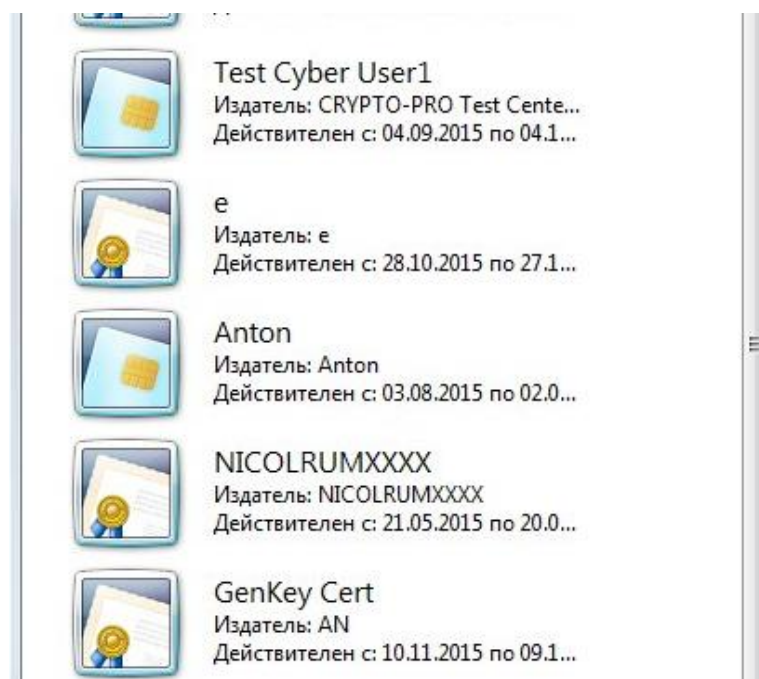 Test Cyber User1
Издатель: CRYPTO-PRO Test Cente...
Действителен с: 04.09.2015 по 04.1...
e
Издатель: e
Действителен с: 28.10.2015 по 27.1...
Anton
Издатель: Anton
Действителен с: 03.08.2015 по 02.0...
NICOLRUMXXXX
Издатель: NICOLRUMXXXX
Действителен с: 21.05.2015 по 20.0...
GenKey Cert
Издатель: AN
Действителен с: 10.11.2015 по 09.1...